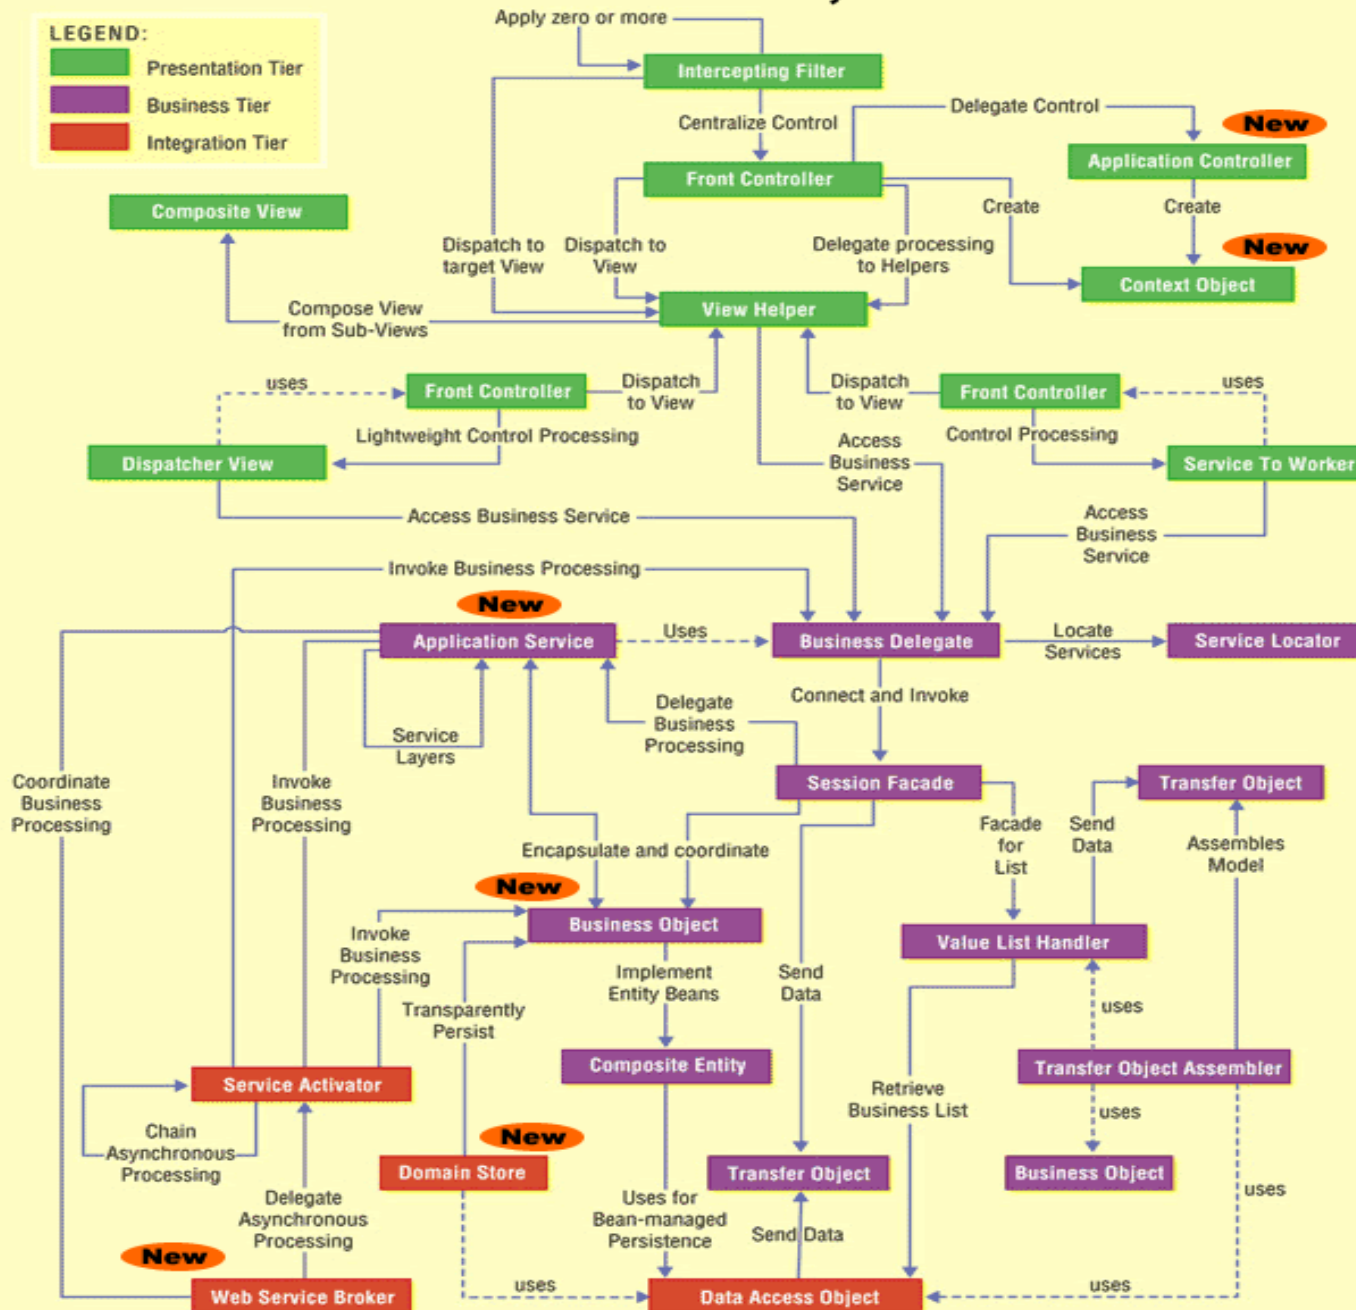 Apply zero or more
LEGEND:
Presentation Tier
Business Tier
Integration Tier
Intercepting Filter
Centralize Control
Delegate Control
New
Application Controller
Front Controller
Composite View
Create
Create
Dispatch to
target View
Dispatch to
View
Delegate processing
to Helpers
New
Context Object
View Helper
Compose View
from Sub-Views
uses
Front Controller
Dispatch
to View
Dispatch
to View
Front Controller
uses
Lightweight Control Processing
Control Processing
Access
Business
Service
Dispatcher View
Service To Worker
Access Business Service
Access
Business
Service
Invoke Business Processing
New
Application Service
Uses
Business Delegate
Locate
Services
Service Locator
Connect and Invoke
Delegate
Business
Processing
Service
Layers
Coordinate
Business
Processing
Invoke
Business
Processing
Session Facade
Transfer Object
Facade
for
List
Send
Data
Assembles
Model
Encapsulate and coordinate
New
Business Object
Invoke
Business
Processing
Value List Handler
Implement
Entity Beans
Send
Data
Transparently
Persist
uses
Composite Entity
Transfer Object Assembler
Service Activator
Retrieve
Business List
uses
Chain
Asynchronous
Processing
New
Domain Store
Transfer Object
Business Object
uses
Delegate
Asynchronous
Processing
Uses for
Bean-managed
Persistence
Send Data
New
uses
uses
Web Service Broker
Data Access Object